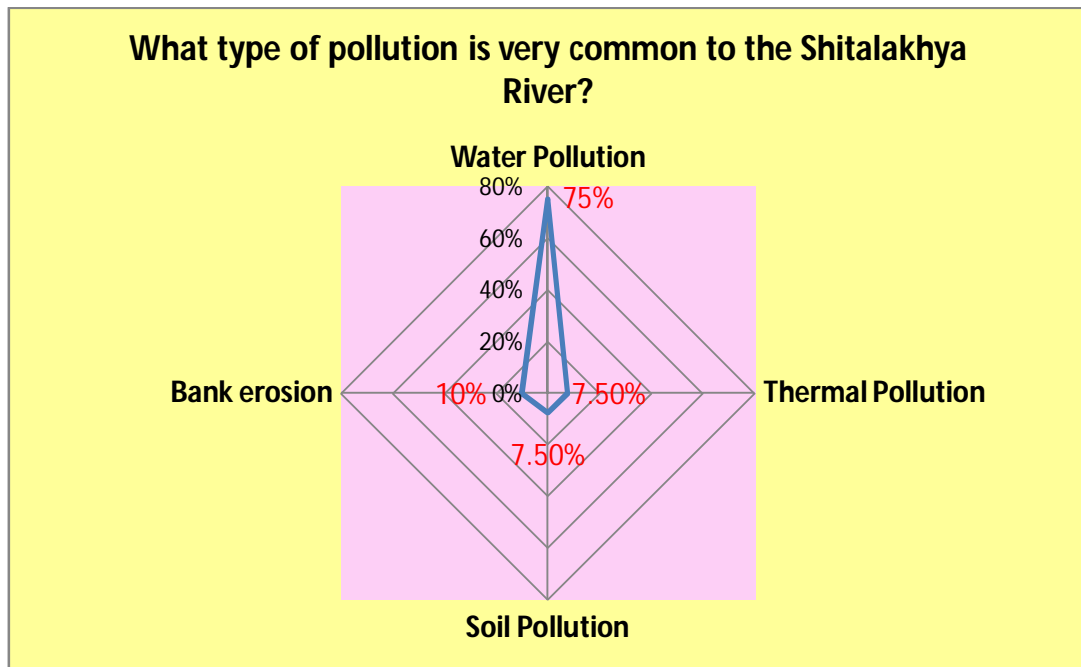 What type of pollution is very common to the Shitalakhya
River?
Water Pollution
80%
75%
60%
40%
20%
Bank erosion
10%
0%
7.50%
Thermal Pollution
7.50%
Soil Pollution